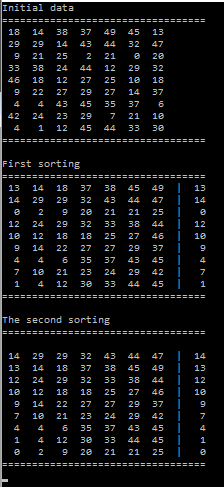 Initial data
===================================
18 14 38 37 49 45 13
29 29 14 43 44 32 47
9 21 25 2 21 0 20
33 38 24 44 12 29 32
46 18 12 27 25 10 18
9 22 27 29 27 14 37
4 4 43 45 35 37 6
42 24 23 29 7 21 10
4 1 12 45 44 33 30
===================================
First sorting
===================================
13 14 18 37 38 45 49 | 13
14 29 29 32 43 44 47 | 14
0 2 9 20 21 21 25 | 0
12 24 29 32 33 38 44 | 12
10 12 18 18 25 27 46 | 10
9 14 22 27 27 29 37 | 9
4 4 6 35 37 43 45 | 4
7 10 21 23 24 29 42 | 7
1 4 12 30 33 44 45 | 1
===================================
The second sorting
===================================
14 29 29 32 43 44 47 | 14
13 14 18 37 38 45 49 | 13
12 24 29 32 33 38 44 | 12
10 12 18 18 25 27 46 | 10
9 14 22 27 27 29 37 | 9
7 10 21 23 24 29 42 | 7
4 4 6 35 37 43 45 | 4
1 4 12 30 33 44 45 | 1
0 2 9 20 21 21 25 | 0
===================================